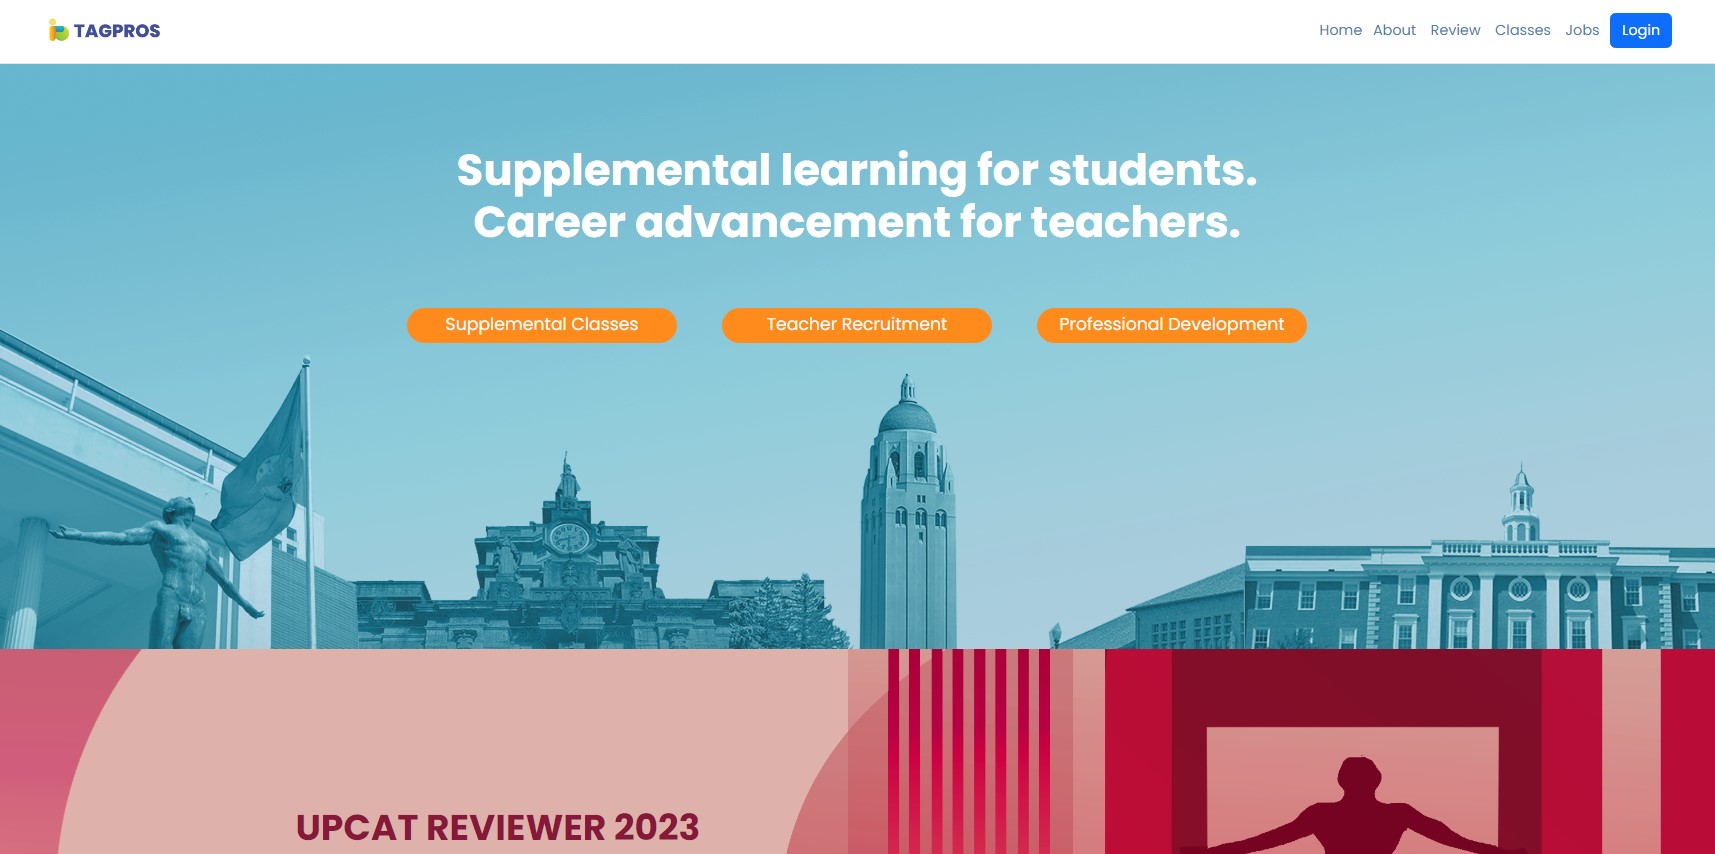 TAGPROS
Home About Review Classes Jobs Login
Supplemental learning for students.
Career advancement for teachers.
Supplemental Classes
Teacher Recruitment
Professional Development
UPCAT REVIEWER 2023